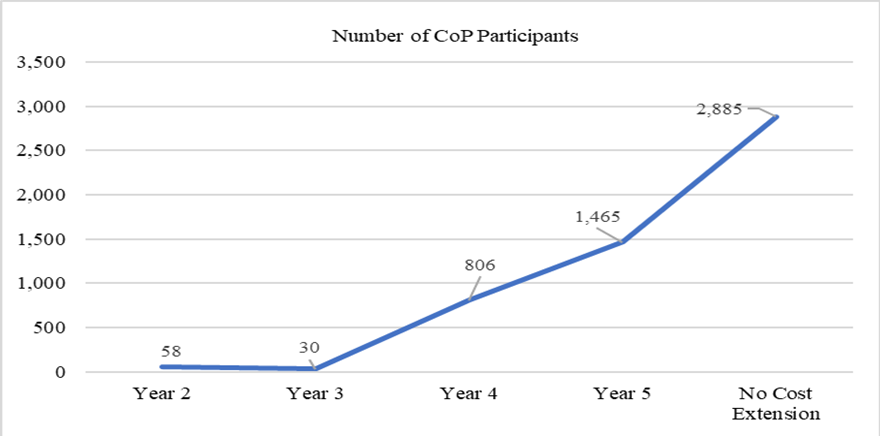 Number of CoP Participants
3,500
3,000
2,500
2,000
1,500
1,000
500
0
58
30
806
1,465
2,885
Year 2
Year 3
Year 4
Year 5
No Cost
Extension